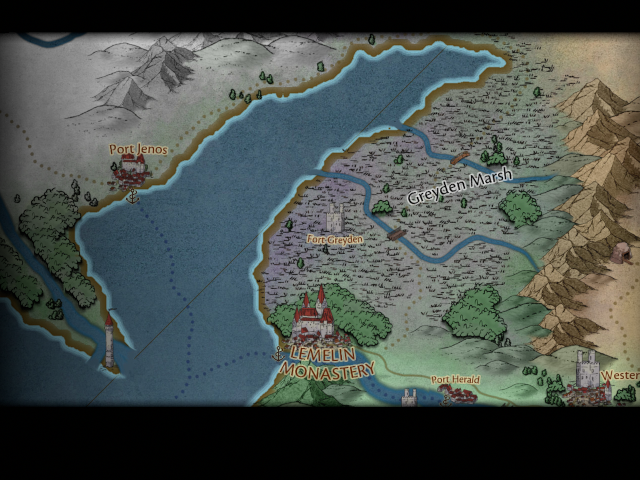 Port Jenos
Greyden Marsh
Fort Greyden
LEMELIN
MONASTERY
Port Herald
Wester